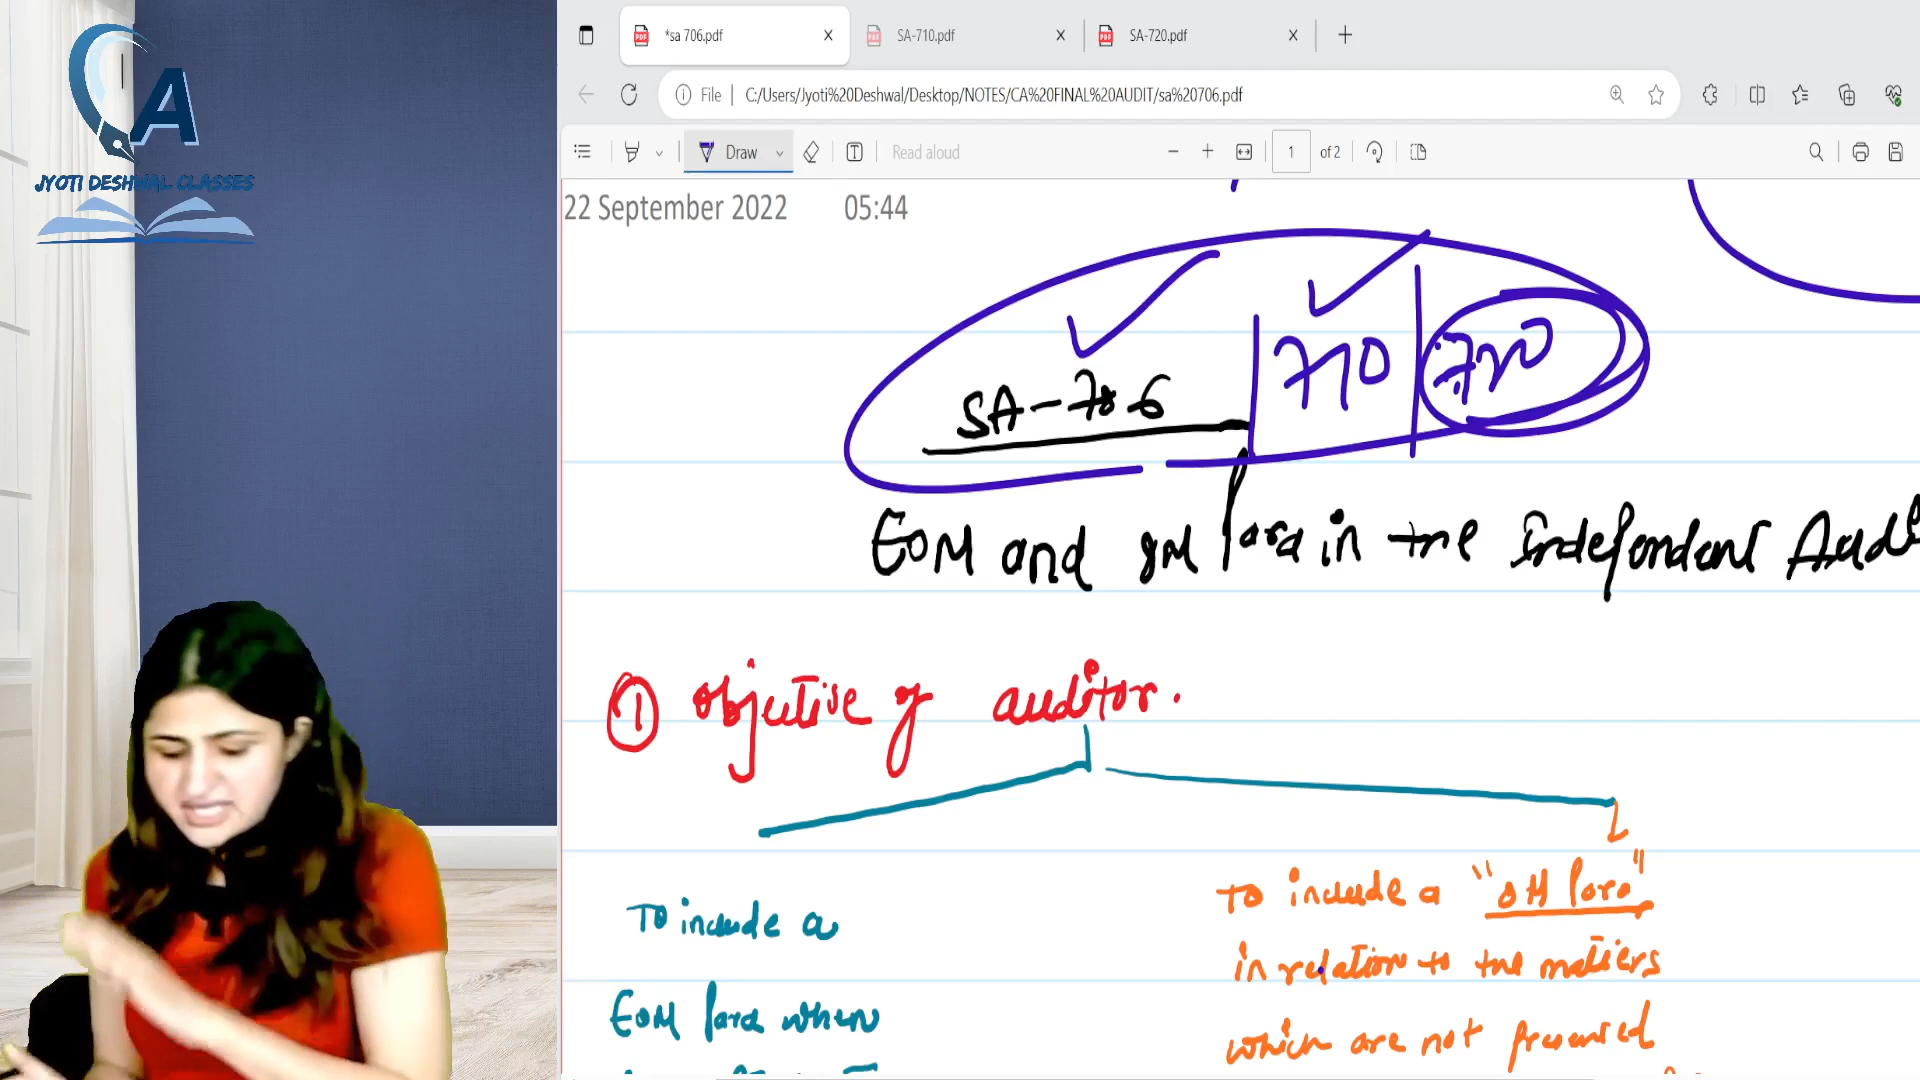 *sa 706.pdf
SA-710.pdf
SA-720.pdf
File
C:/Users/Jyoti%20Deshwal/Desktop/NOTES/CA%20FINAL%20AUDIT/sa%20706.pdf
Draw
Read aloud
1 of 2
A
JYOTI DESHWAL CLASSES
22 September 2022 05:44
SA-706 710 720
EOM and OM Para in the Independent
① objective of auditor.
To include a
EOM Para when
To include a "OM Para"
in relation to the matters
which are not presented